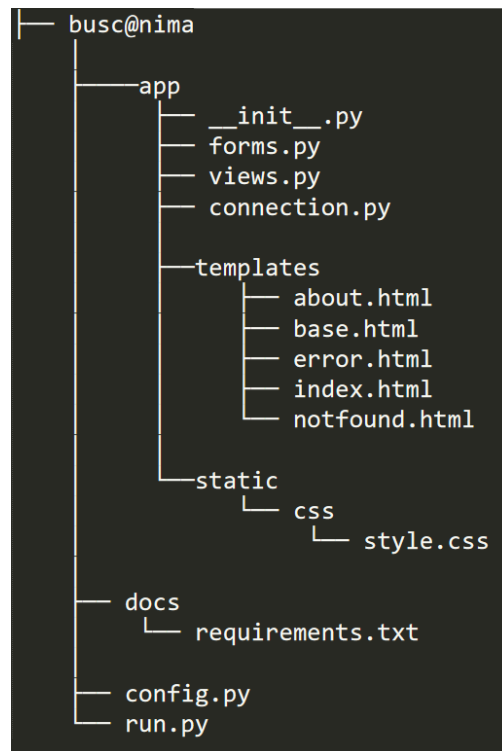 busc@nima
app
__init__.py
forms.py
views.py
connection.py
templates
about.html
base.html
error.html
index.html
notfound.html
static
css
style.css
docs
requirements.txt
config.py
run.py